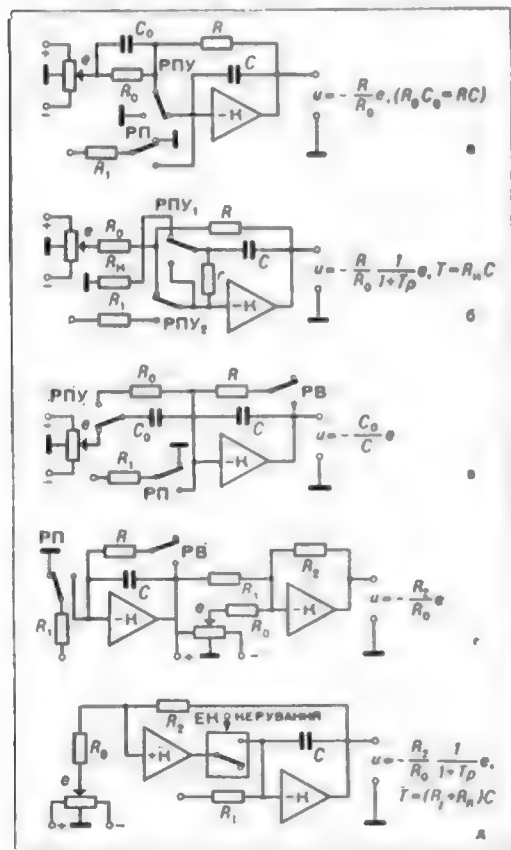 C₀
R
+
e
РПУ
R₀
C
−
−К
РП
R₁
u = − R/R₀ e, (R₀C₀ = RC)
а
РПУ₁
R
+
e
R₀
Rн
C
r
R₁
−К
РПУ₂
u = − R/R₀ 1/(1+Tp) e, T = RнC
б
R₀
R
РПУ
РВ
+
e
C₀
C
−
R₁
−К
РП
u = − C₀/C e
в
РП
R
РВ
C
R₂
R₁
−К
e
R₀
−К
R₁
+
−
u = − R₂/R₀ e
г
R₂
ЕК
КЕРУВАННЯ
R₀
+К
C
e
R₁
−К
+
−
u = − R₂/R₀ 1/(1+Tp) e,
T = (R₁+Rк)C
д